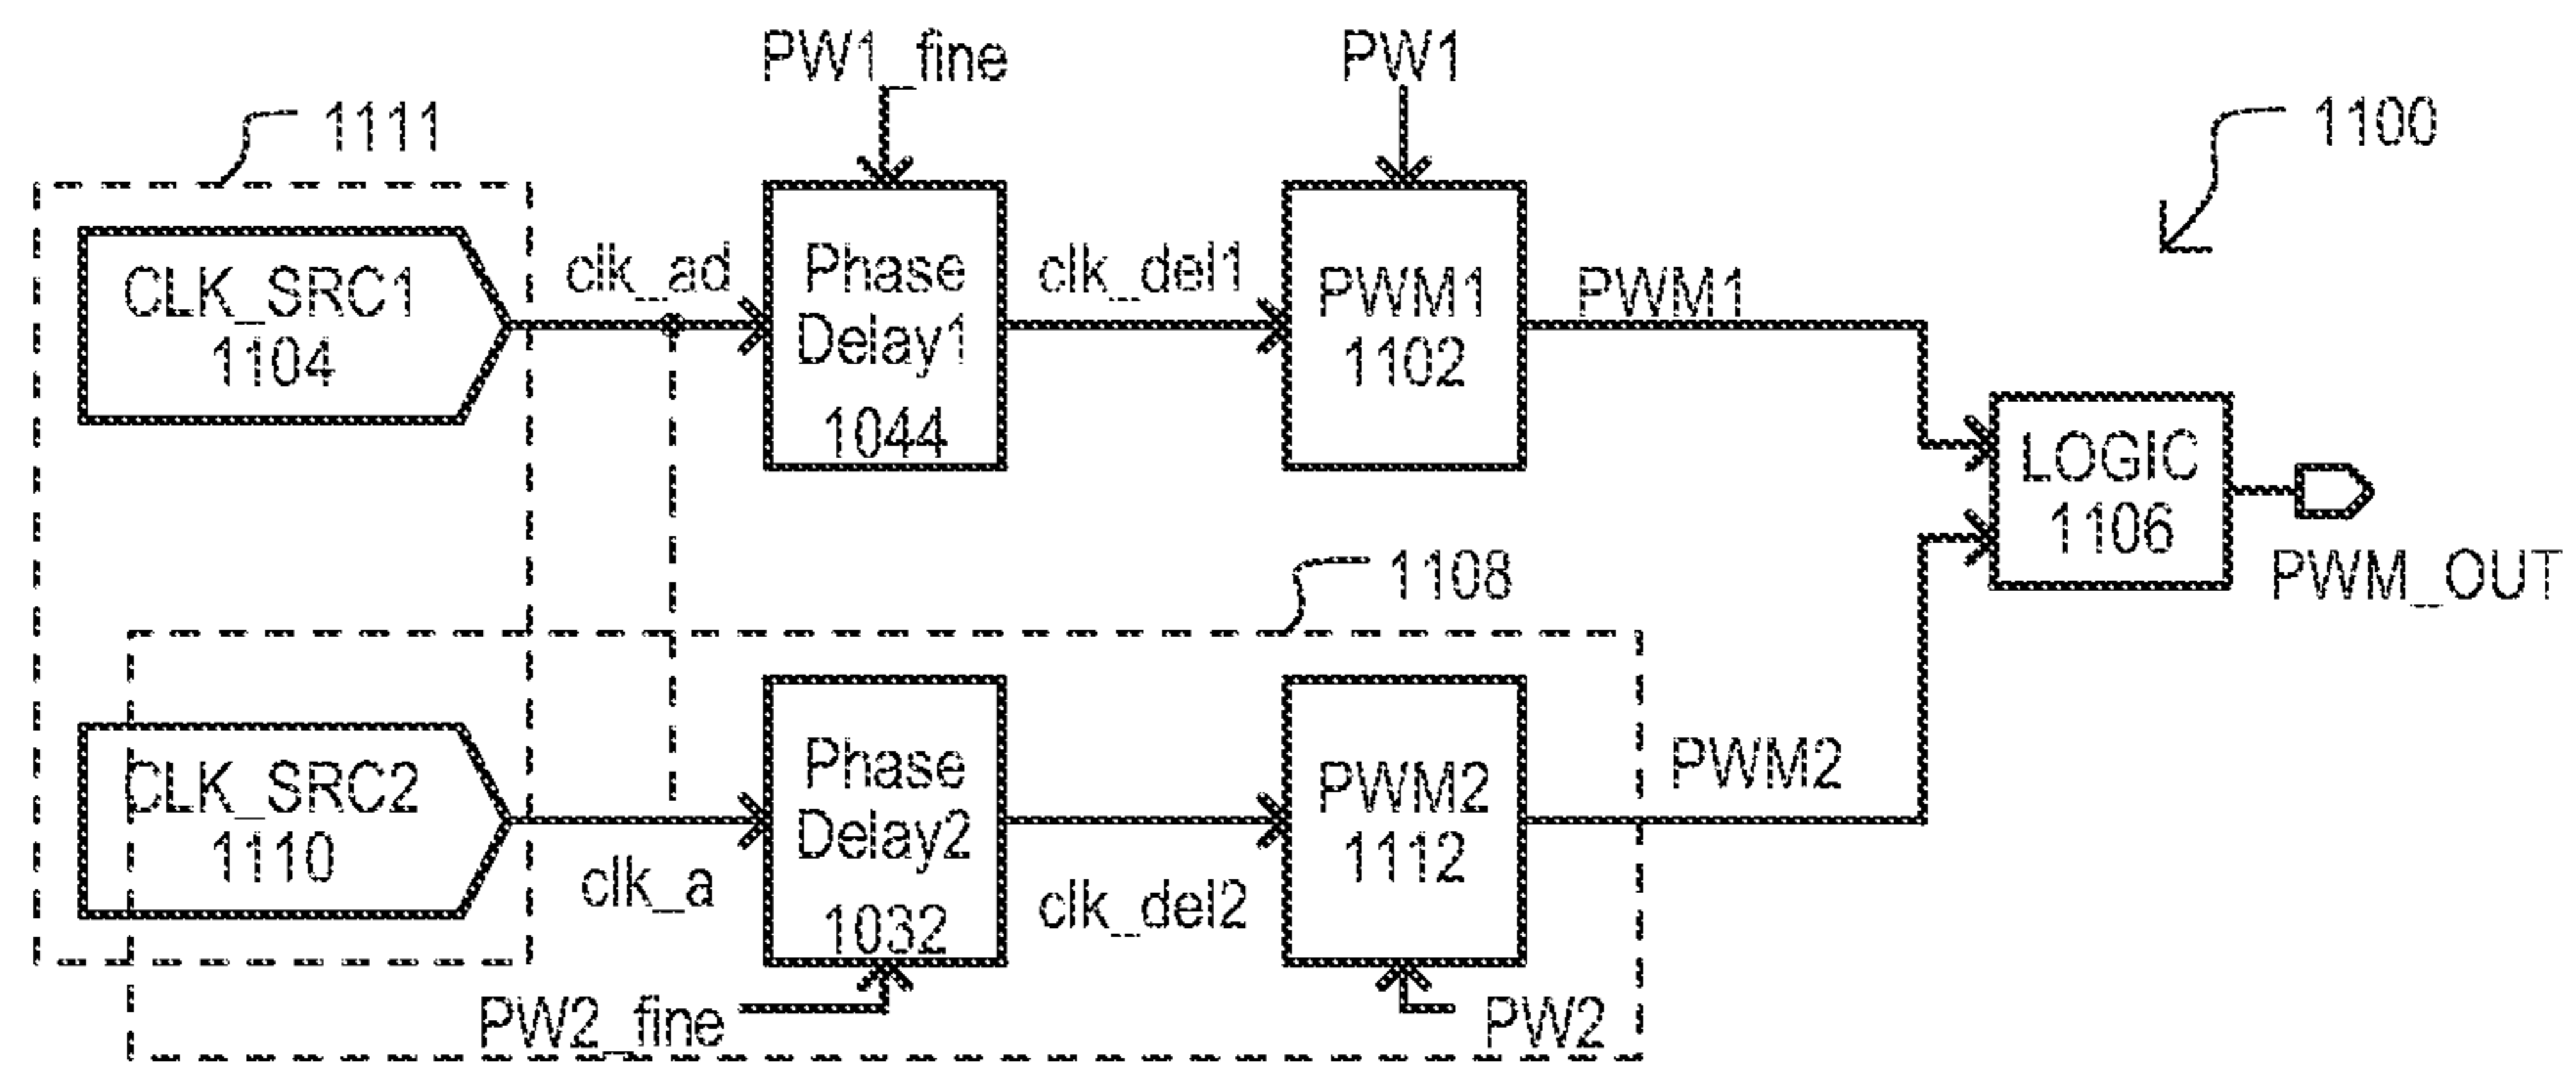 PW1_fine
PW1
1111
1100
CLK_SRC1
1104
clk_ad
Phase
Delay1
1044
clk_del1
PWM1
1102
PWM1
LOGIC
1106
PWM_OUT
1108
CLK_SRC2
1110
clk_a
Phase
Delay2
1032
clk_del2
PWM2
1112
PWM2
PW2_fine
PW2